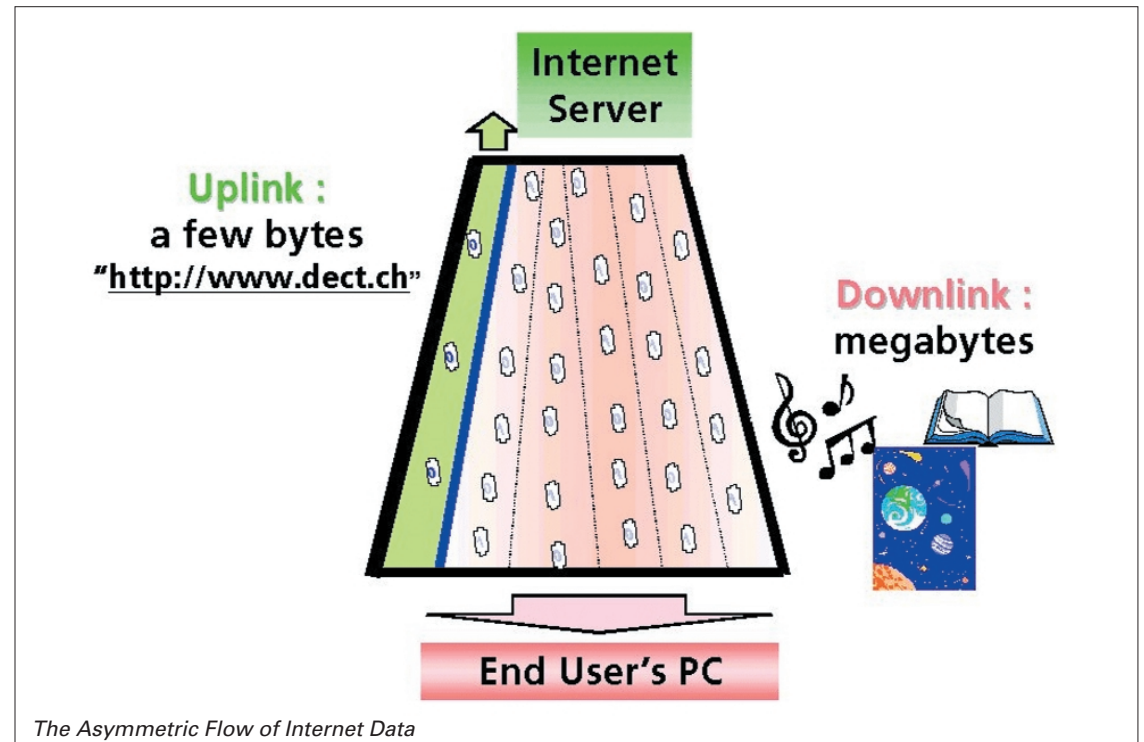 Internet
Server
Uplink :
a few bytes
"http://www.dect.ch"
Downlink :
megabytes
End User's PC
The Asymmetric Flow of Internet Data